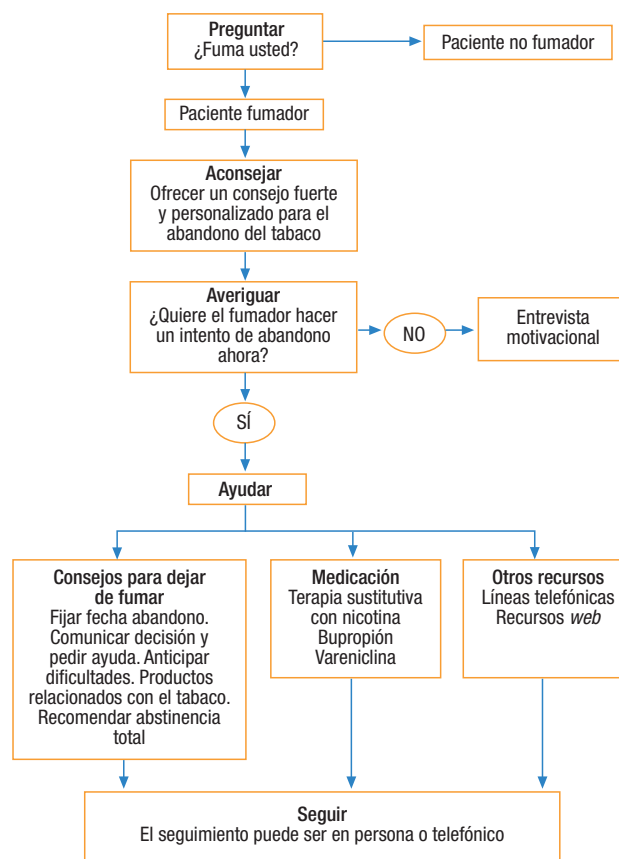 Preguntar
¿Fuma usted?
Paciente no fumador
Paciente fumador
Aconsejar
Ofrecer un consejo fuerte
y personalizado para el
abandono del tabaco
Averiguar
¿Quiere el fumador hacer
un intento de abandono
ahora?
NO
Entrevista
motivacional
SÍ
Ayudar
Consejos para dejar
de fumar
Fijar fecha abandono.
Comunicar decisión y
pedir ayuda. Anticipar
dificultades. Productos
relacionados con el tabaco.
Recomendar abstinencia
total
Medicación
Terapia sustitutiva
con nicotina
Bupropión
Vareniclina
Otros recursos
Líneas telefónicas
Recursos web
Seguir
El seguimiento puede ser en persona o telefónico